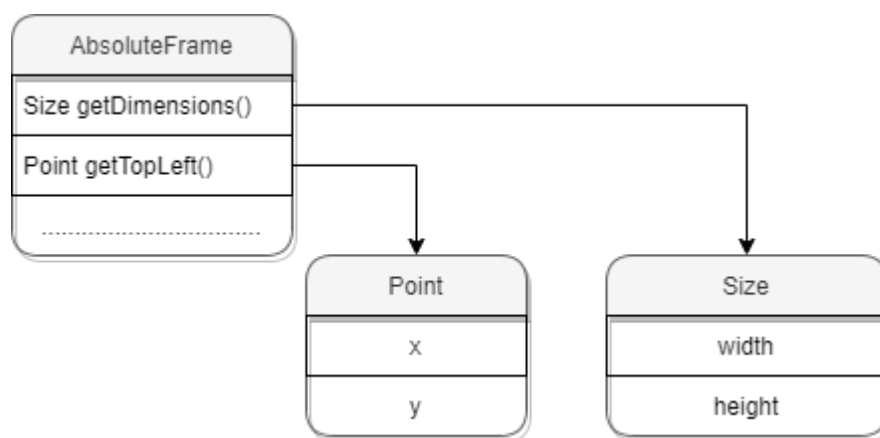 AbsoluteFrame
Size getDimensions()
Point getTopLeft()
Point
x
y
Size
width
height